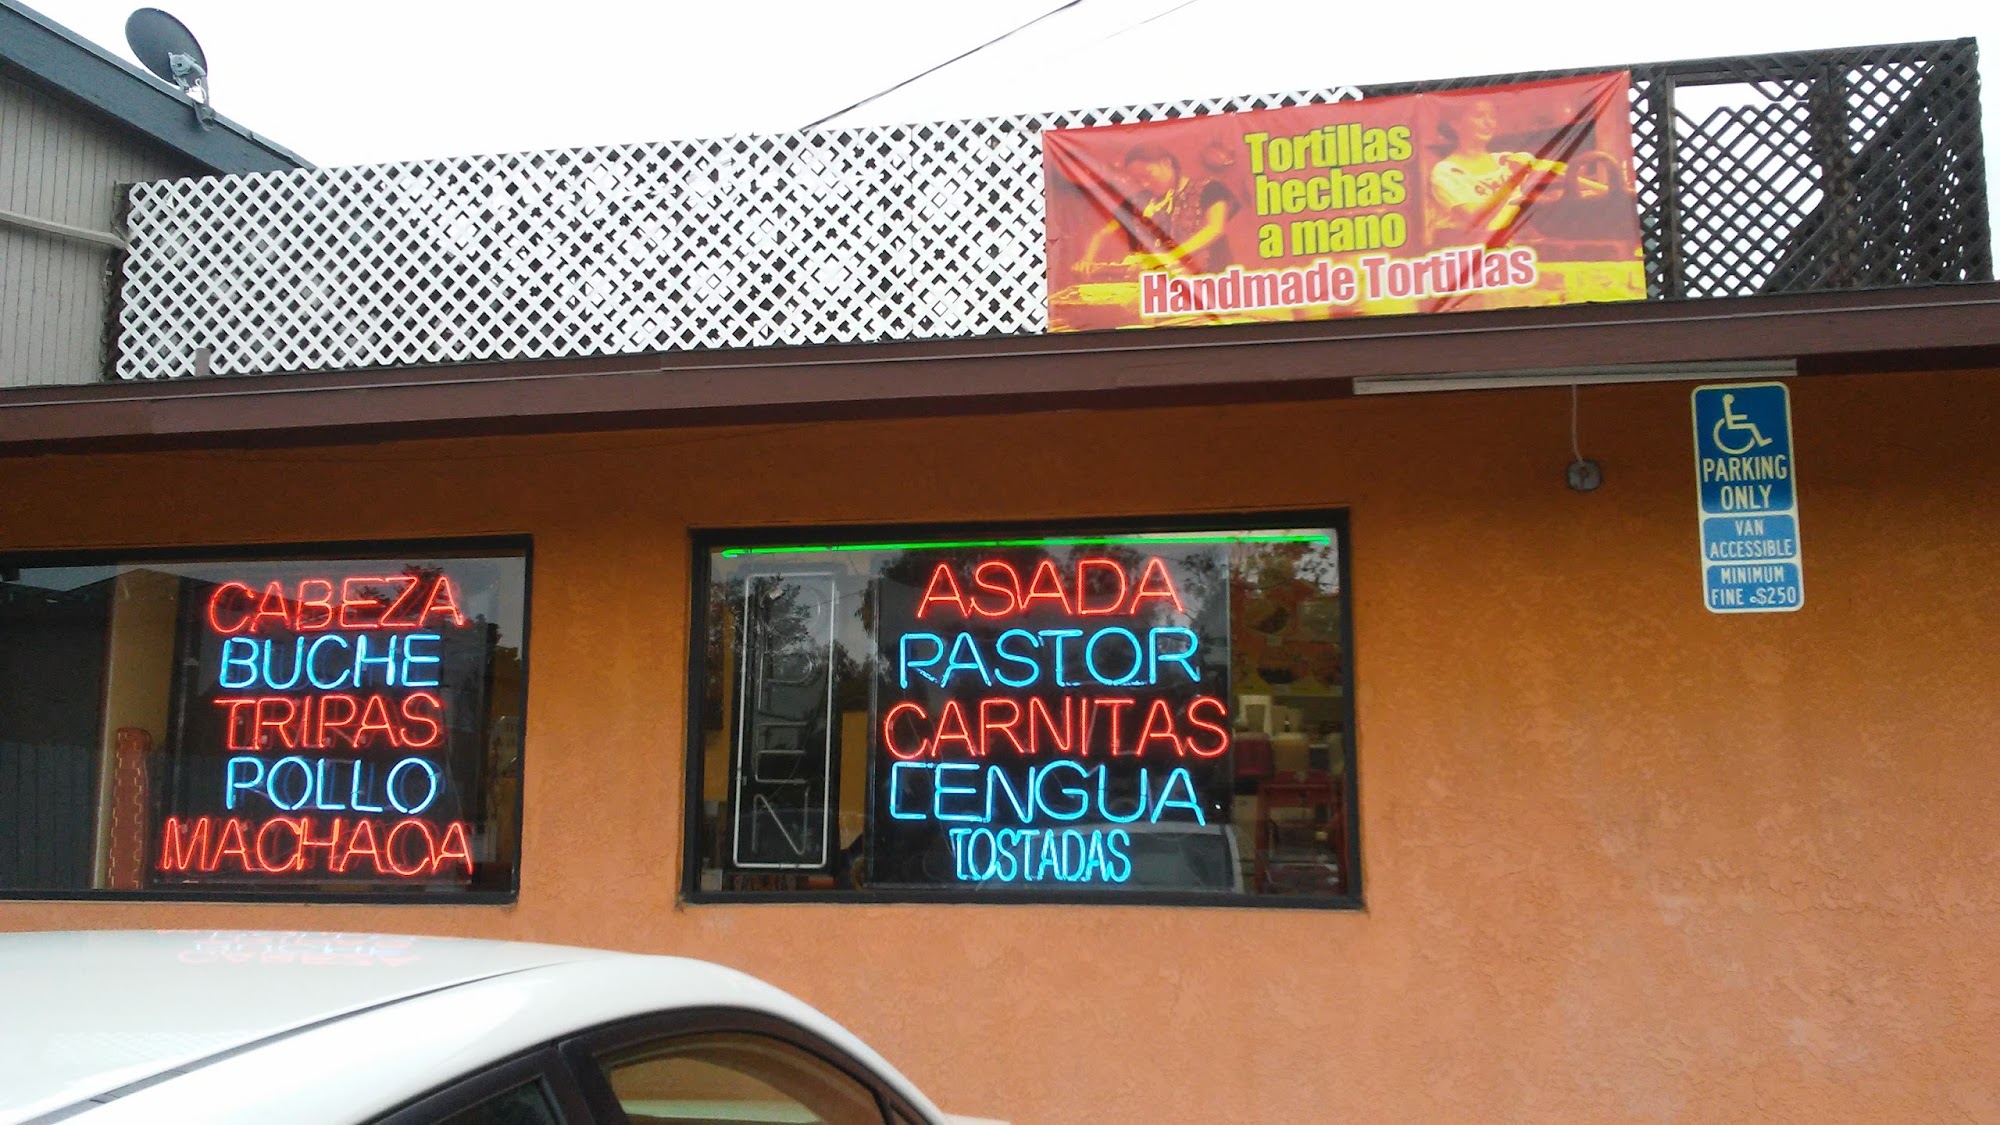 Tortillas
hechas
a mano
Handmade Tortillas
PARKING
ONLY
VAN
ACCESSIBLE
MINIMUM
FINE $250
CABEZA
BUCHE
TRIPAS
POLLO
MACHACA
ASADA
PASTOR
CARNITAS
LENGUA
TOSTADAS
OPEN